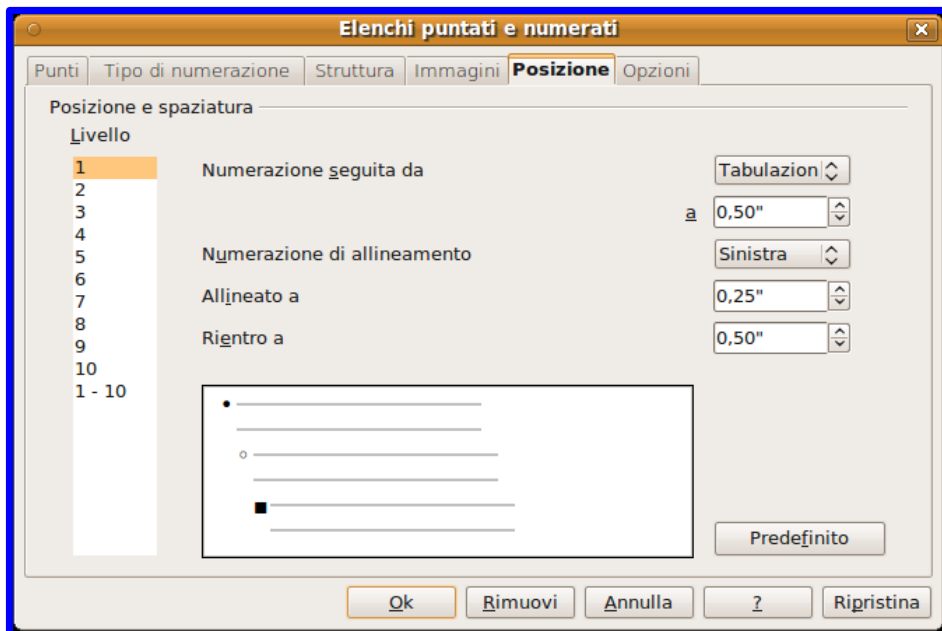 Elenchi puntati e numerati
Punti Tipo di numerazione Struttura Immagini Posizione Opzioni
Posizione e spaziatura
Livello
1
2
3
4
5
6
7
8
9
10
1 - 10
Numerazione seguita da Tabulazion
a 0,50"
Numerazione di allineamento Sinistra
Allineato a 0,25"
Rientro a 0,50"
Predefinito
Ok Rimuovi Annulla ? Ripristina